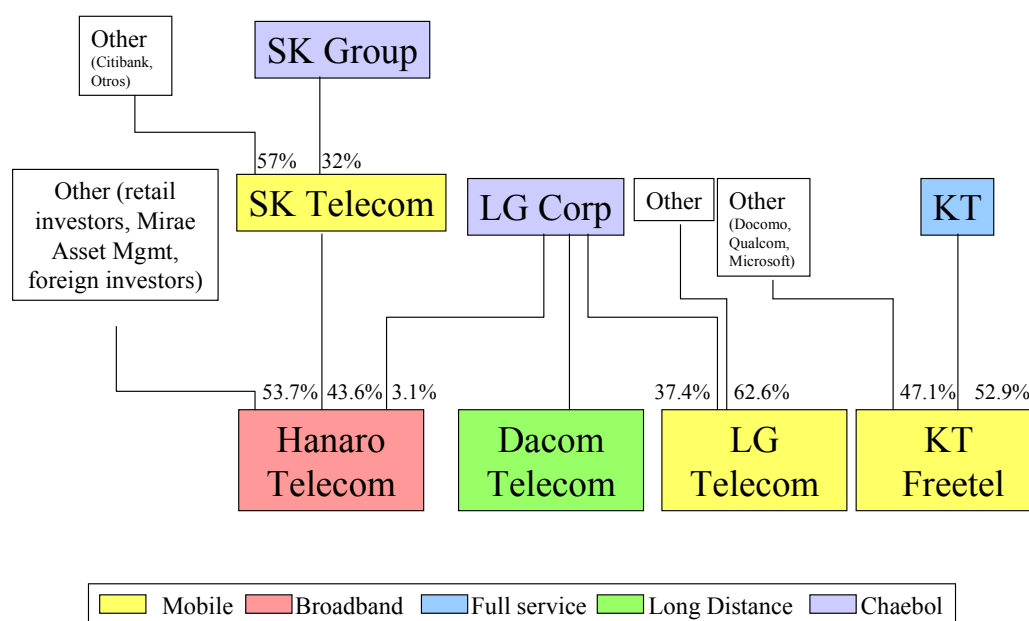 Other
(Citibank,
Otros)
SK Group
57%
32%
Other (retail
investors, Mirae
Asset Mgmt,
foreign investors)
SK Telecom
LG Corp
Other
Other
(Docomo,
Qualcom,
Microsoft)
KT
53.7%
43.6%
3.1%
37.4%
62.6%
47.1%
52.9%
Hanaro
Telecom
Dacom
Telecom
LG
Telecom
KT
Freetel
Mobile
Broadband
Full service
Long Distance
Chaebol